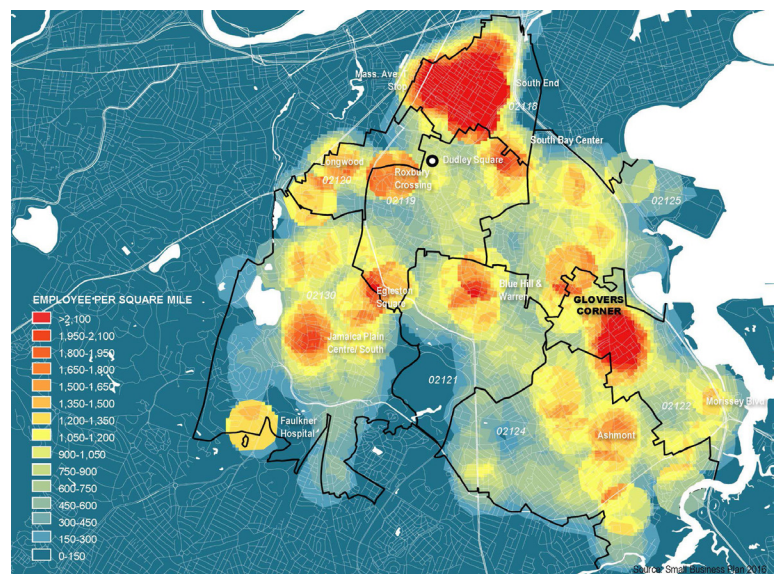 Mass. Ave
Stop
South End
02118
South Bay Center
Longwood
02120
Dudley Square
Roxbury
Crossing
02119
02125
EMPLOYEE PER SQUARE MILE
>2,100
1,950-2,100
1,800-1,950
1,650-1,800
1,500-1,650
1,350-1,500
1,200-1,350
1,050-1,200
900-1,050
750-900
600-750
450-600
300-450
150-300
0-150
02130
Egleston
Square
Blue Hill &
Warren
GLOVERS
CORNER
Jamaica Plain
Centre/South
02121
02122
Morissey Blvd
Faulkner
Hospital*
02124
Ashmont
Source: Small Business Plan 2016